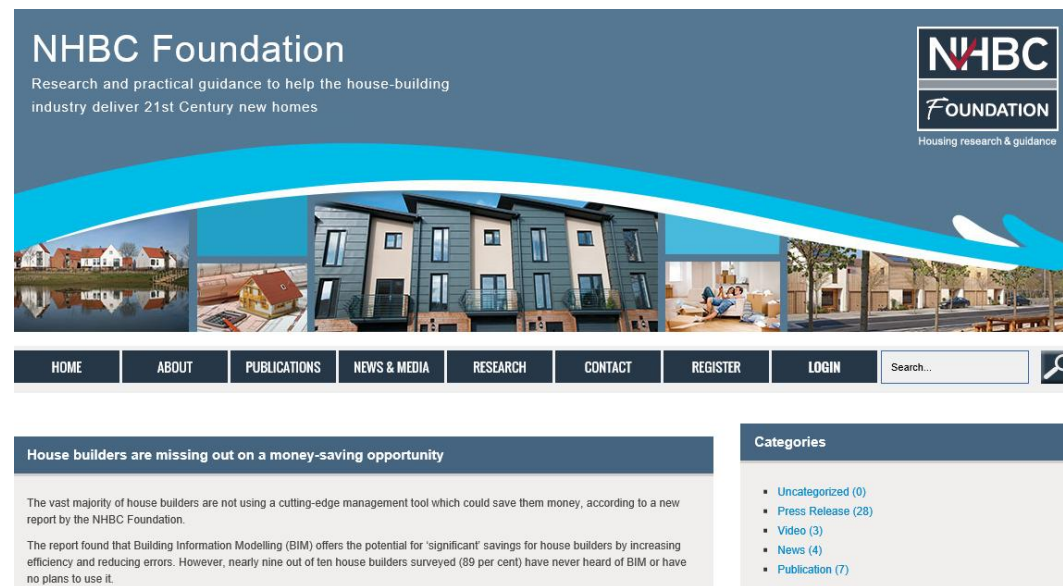 NHBC Foundation
Research and practical guidance to help the house-building
industry deliver 21st Century new homes
NHBC
FOUNDATION
Housing research & guidance
HOME
ABOUT
PUBLICATIONS
NEWS & MEDIA
RESEARCH
CONTACT
REGISTER
LOGIN
Search...
House builders are missing out on a money-saving opportunity
The vast majority of house builders are not using a cutting-edge management tool which could save them money, according to a new
report by the NHBC Foundation.
The report found that Building Information Modelling (BIM) offers the potential for ‘significant’ savings for house builders by increasing
efficiency and reducing errors. However, nearly nine out of ten house builders surveyed (89 per cent) have never heard of BIM or have
no plans to use it.
Categories
Uncategorized (0)
Press Release (28)
Video (3)
News (4)
Publication (7)